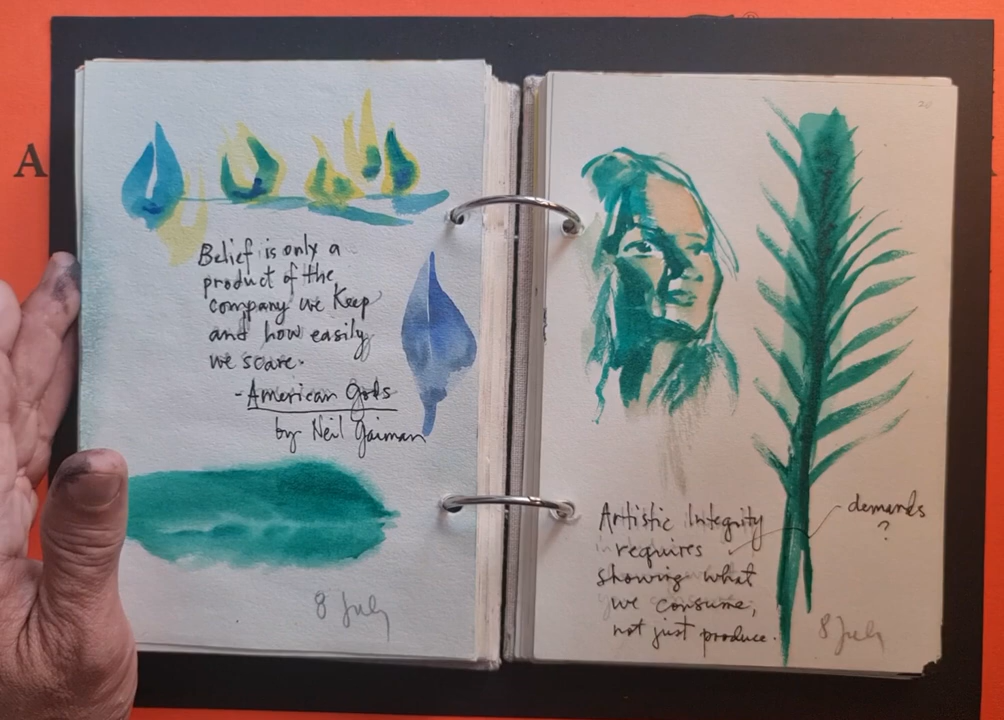 A
Belief is only a
product of the
company we keep
and how easily
we scare.
- American Gods
by Neil Gaiman
8 July
20
Artistic Integrity
requires
showing what
we consume,
not just produce.
demands
?
8 July